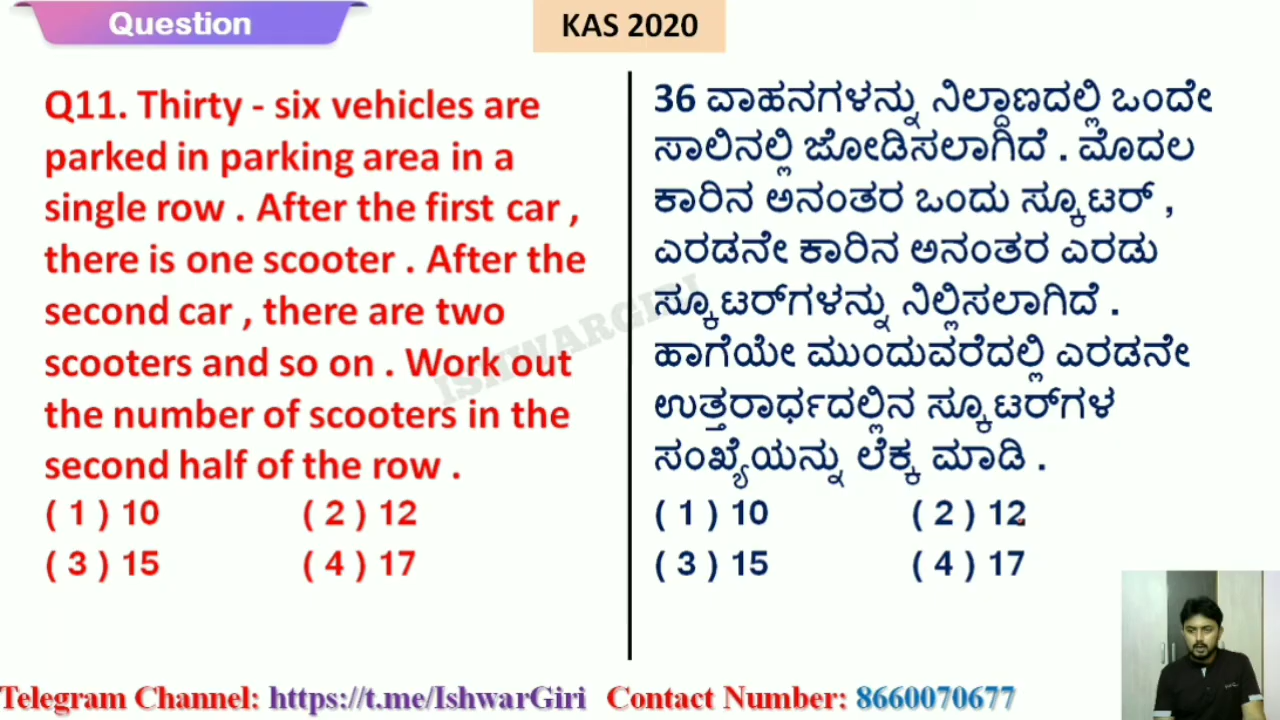 Question
KAS 2020
Q11. Thirty - six vehicles are
parked in parking area in a
single row . After the first car ,
there is one scooter . After the
second car , there are two
scooters and so on . Work out
the number of scooters in the
second half of the row .
( 1 ) 10 ( 2 ) 12
( 3 ) 15 ( 4 ) 17
36 ವಾಹನಗಳನ್ನು ನಿಲ್ದಾಣದಲ್ಲಿ ಒಂದೇ
ಸಾಲಿನಲ್ಲಿ ಜೋಡಿಸಲಾಗಿದೆ . ಮೊದಲ
ಕಾರಿನ ಅನಂತರ ಒಂದು ಸ್ಕೂಟರ್ ,
ಎರಡನೇ ಕಾರಿನ ಅನಂತರ ಎರಡು
ಸ್ಕೂಟರ್‌ಗಳನ್ನು ನಿಲ್ಲಿಸಲಾಗಿದೆ .
ಹಾಗೆಯೇ ಮುಂದುವರೆದಲ್ಲಿ ಎರಡನೇ
ಉತ್ತರಾರ್ಧದಲ್ಲಿನ ಸ್ಕೂಟರ್‌ಗಳ
ಸಂಖ್ಯೆಯನ್ನು ಲೆಕ್ಕ ಮಾಡಿ .
( 1 ) 10 ( 2 ) 12
( 3 ) 15 ( 4 ) 17
ISHWARGIRI
Telegram Channel: https://t.me/IshwarGiri Contact Number: 8660070677